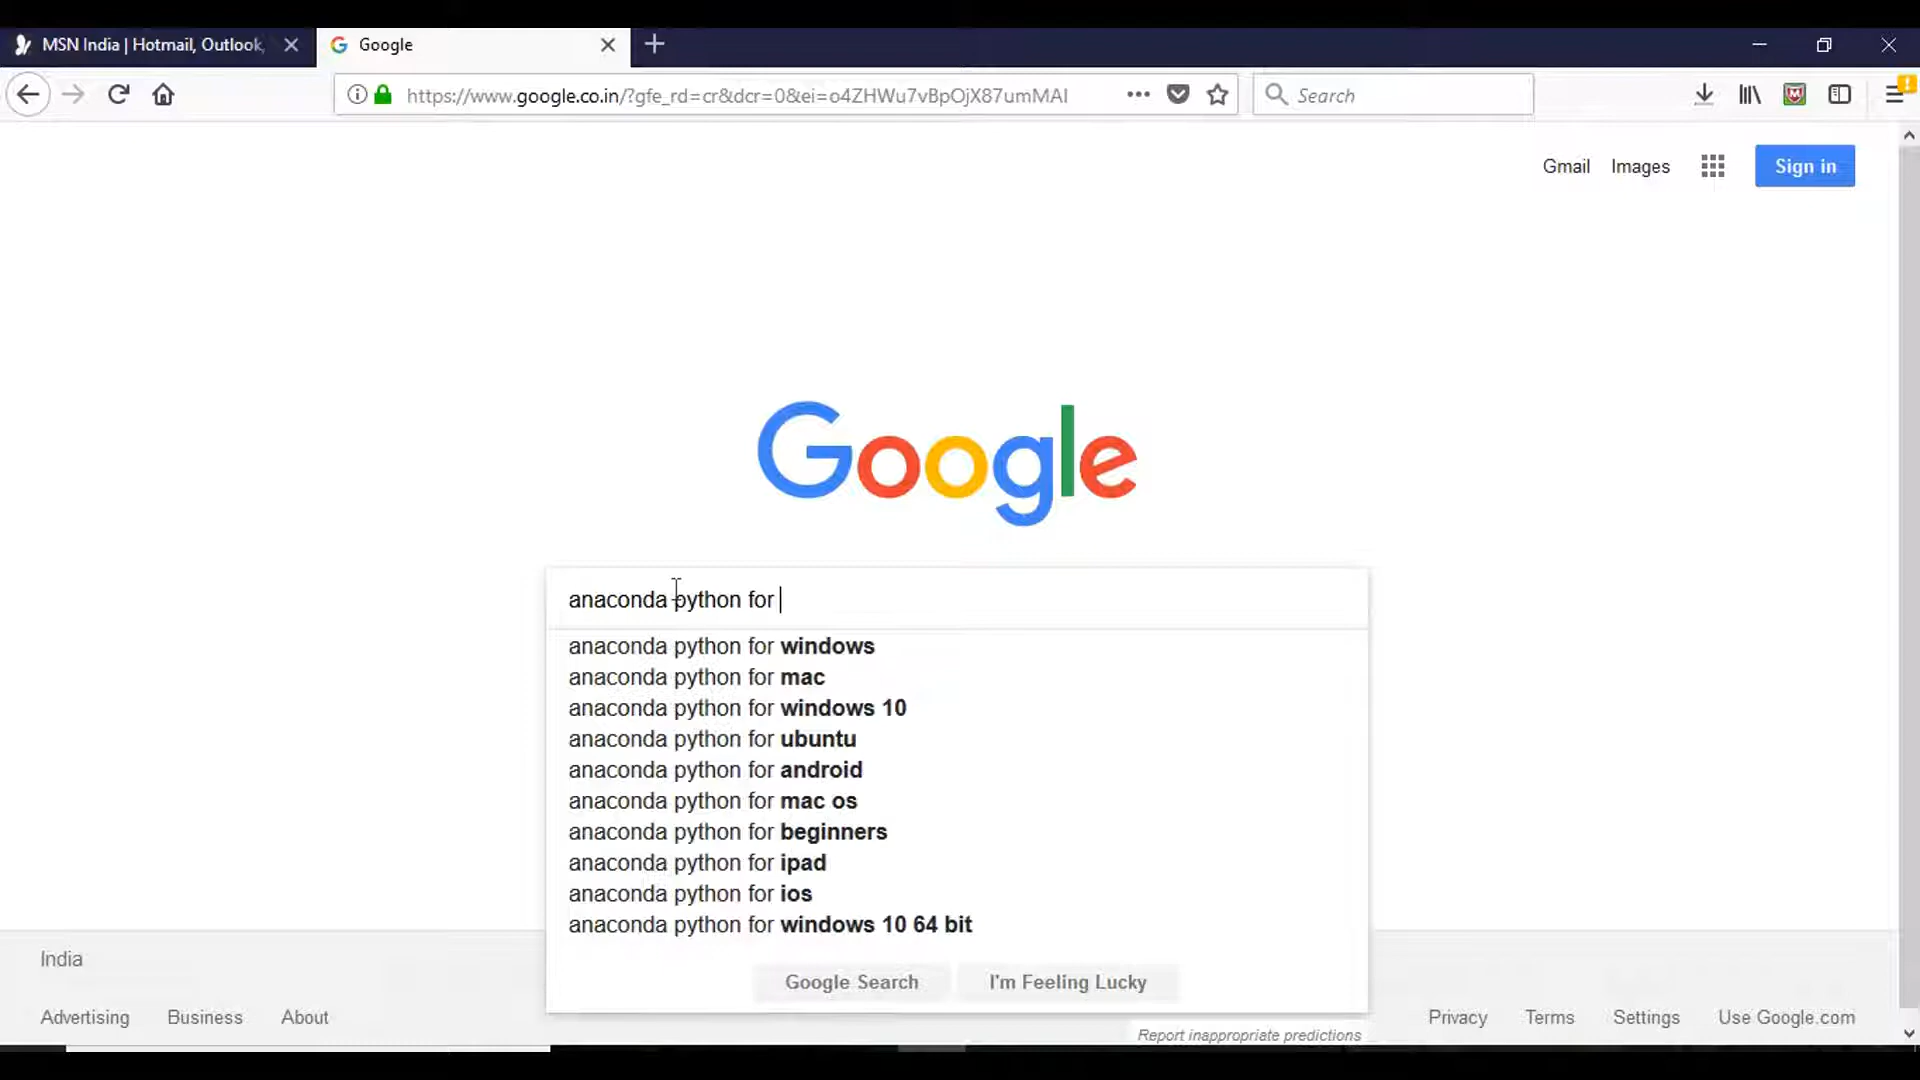 MSN India | Hotmail, Outlook,
Google
https://www.google.co.in/?gfe_rd=cr&dcr=0&ei=o4ZHWu7vBpOjX87umMAI
Search
Gmail
Images
Sign in
Google
anaconda python for
anaconda python for windows
anaconda python for mac
anaconda python for windows 10
anaconda python for ubuntu
anaconda python for android
anaconda python for mac os
anaconda python for beginners
anaconda python for ipad
anaconda python for ios
anaconda python for windows 10 64 bit
Google Search
I'm Feeling Lucky
Report inappropriate predictions
India
Advertising
Business
About
Privacy
Terms
Settings
Use Google.com